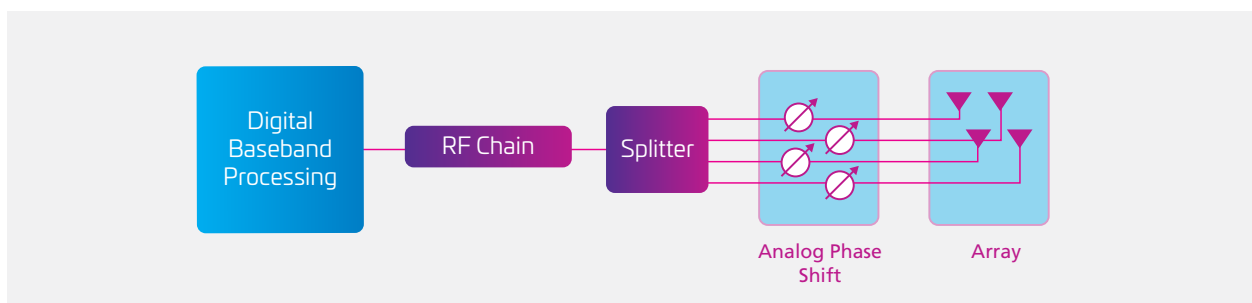 Digital
Baseband
Processing
RF Chain
Splitter
Analog Phase
Shift
Array